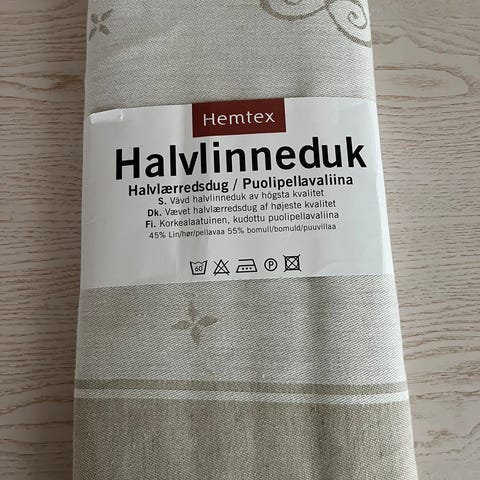 Hemtex
Halvlinneduk
Halvlærredsdug / Puolipellavaliina
S. Vävd halvlinneduk av högsta kvalitet
Dk. Vævet halvlærredsdug af højeste kvalitet
Fi. Korkealaatuinen, kudottu puolipellavaliina
45% Lin/hør/pellavaa 55% bomull/bomuld/puuvillaa
60 P